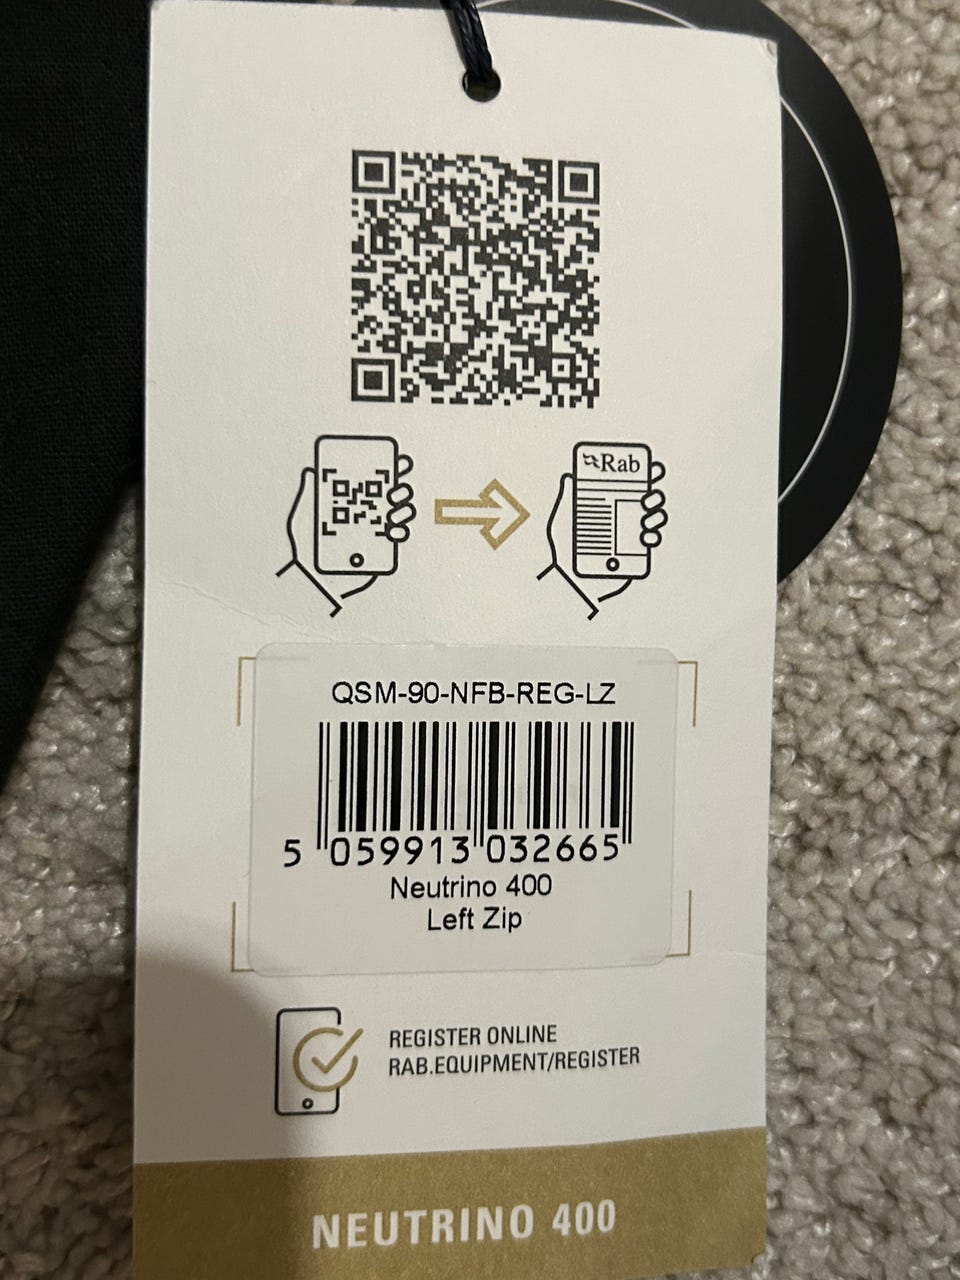 Rab
QSM-90-NFB-REG-LZ
5 059913 032665
Neutrino 400
Left Zip
REGISTER ONLINE
RAB.EQUIPMENT/REGISTER
NEUTRINO 400